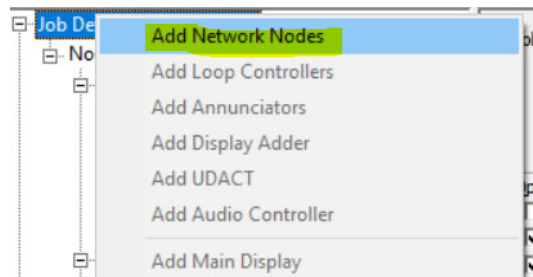 Job De
No
Add Network Nodes
Add Loop Controllers
Add Annunciators
Add Display Adder
Add UDACT
Add Audio Controller
Add Main Display